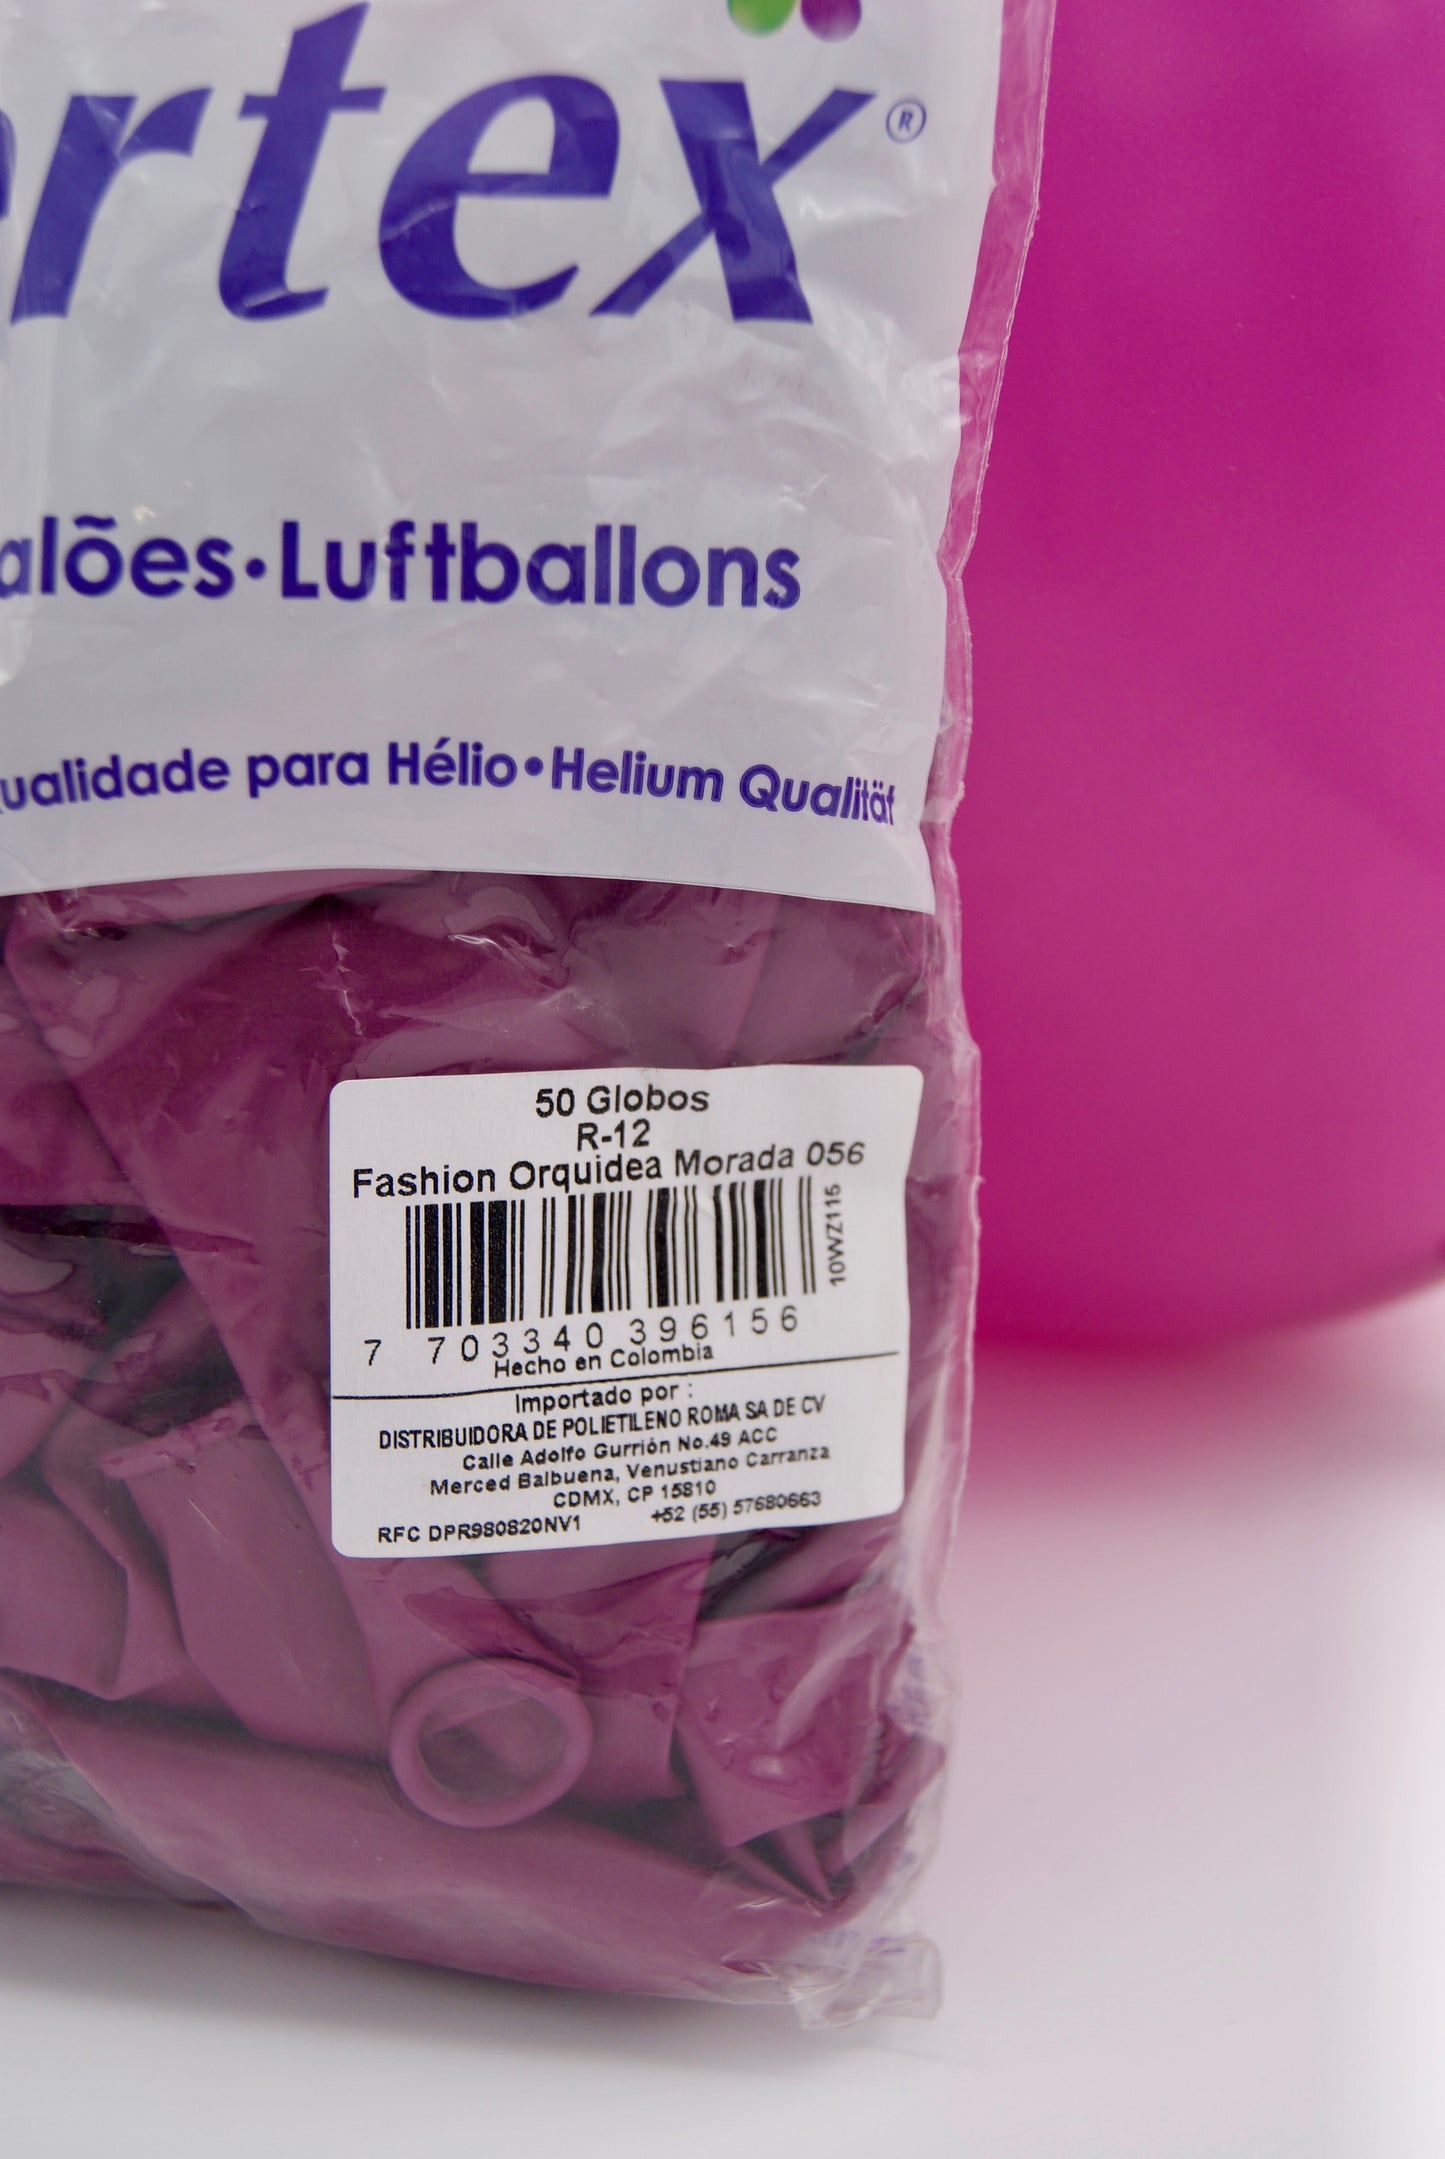 rtex®
alões·Luftballons
ualidade para Hélio•Helium Qualität
50 Globos
R-12
Fashion Orquidea Morada 056
10WZ115
7 703340 396156
Hecho en Colombia
Importado por :
DISTRIBUIDORA DE POLIETILENO ROMA SA DE CV
Calle Adolfo Gurrión No.49 ACC
Merced Balbuena, Venustiano Carranza
CDMX, CP 15810
RFC DPR980820NV1 +52 (55) 57680663